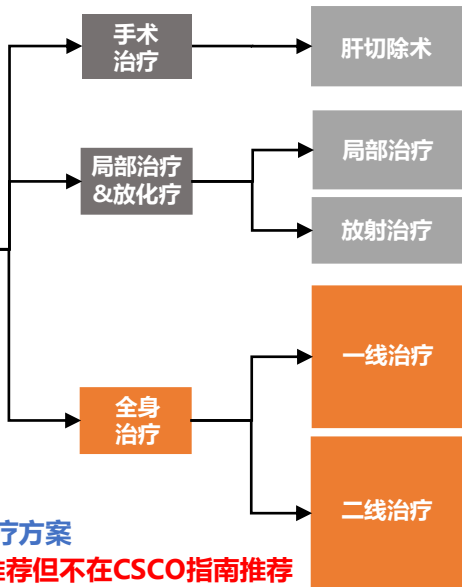 手术
治疗
肝切除术
局部治疗
&放化疗
局部治疗
放射治疗
一线治疗
全身
治疗
二线治疗
疗方案
推荐但不在CSCO指南推荐